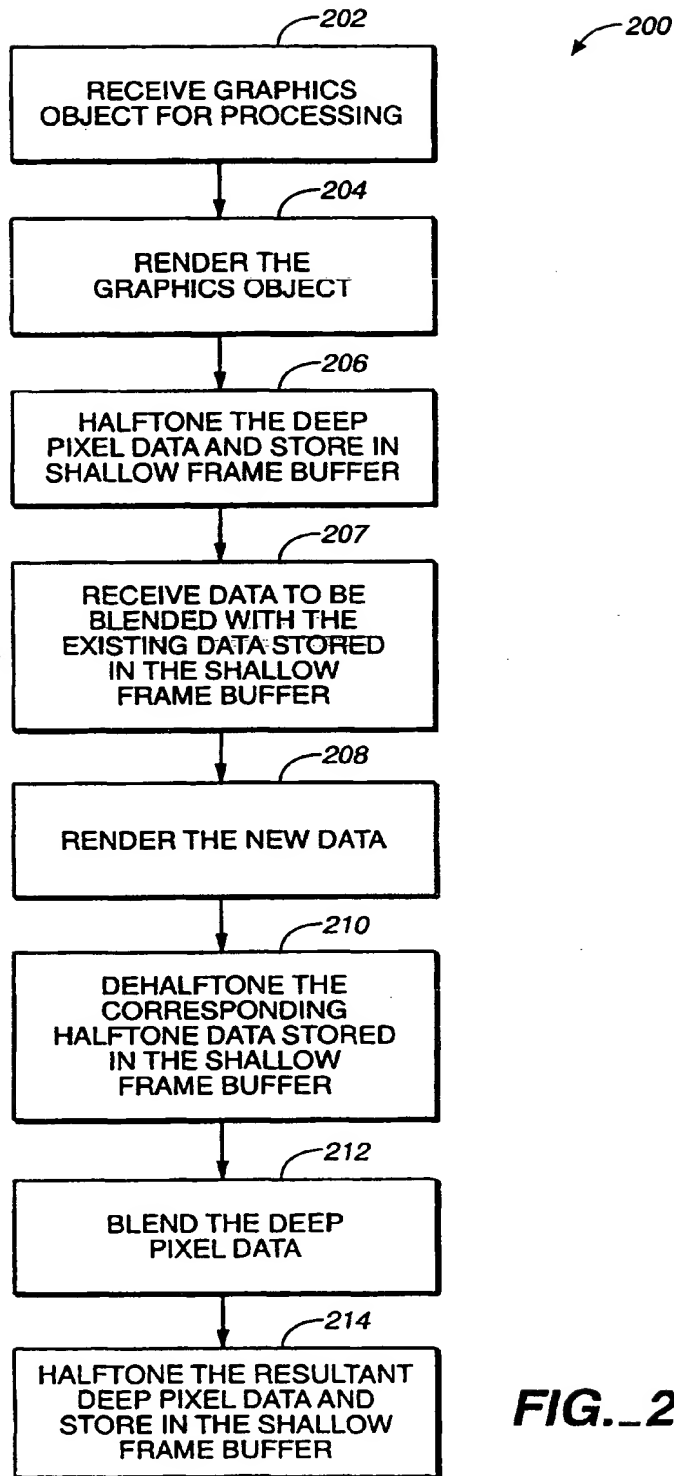 202
200
RECEIVE GRAPHICS
OBJECT FOR PROCESSING
204
RENDER THE
GRAPHICS OBJECT
206
HALFTONE THE DEEP
PIXEL DATA AND STORE IN
SHALLOW FRAME BUFFER
207
RECEIVE DATA TO BE
BLENDED WITH THE
EXISTING DATA STORED
IN THE SHALLOW
FRAME BUFFER
208
RENDER THE NEW DATA
210
DEHALFTONE THE
CORRESPONDING
HALFTONE DATA STORED
IN THE SHALLOW
FRAME BUFFER
212
BLEND THE DEEP
PIXEL DATA
214
HALFTONE THE RESULTANT
DEEP PIXEL DATA AND
STORE IN THE SHALLOW
FRAME BUFFER
FIG._2